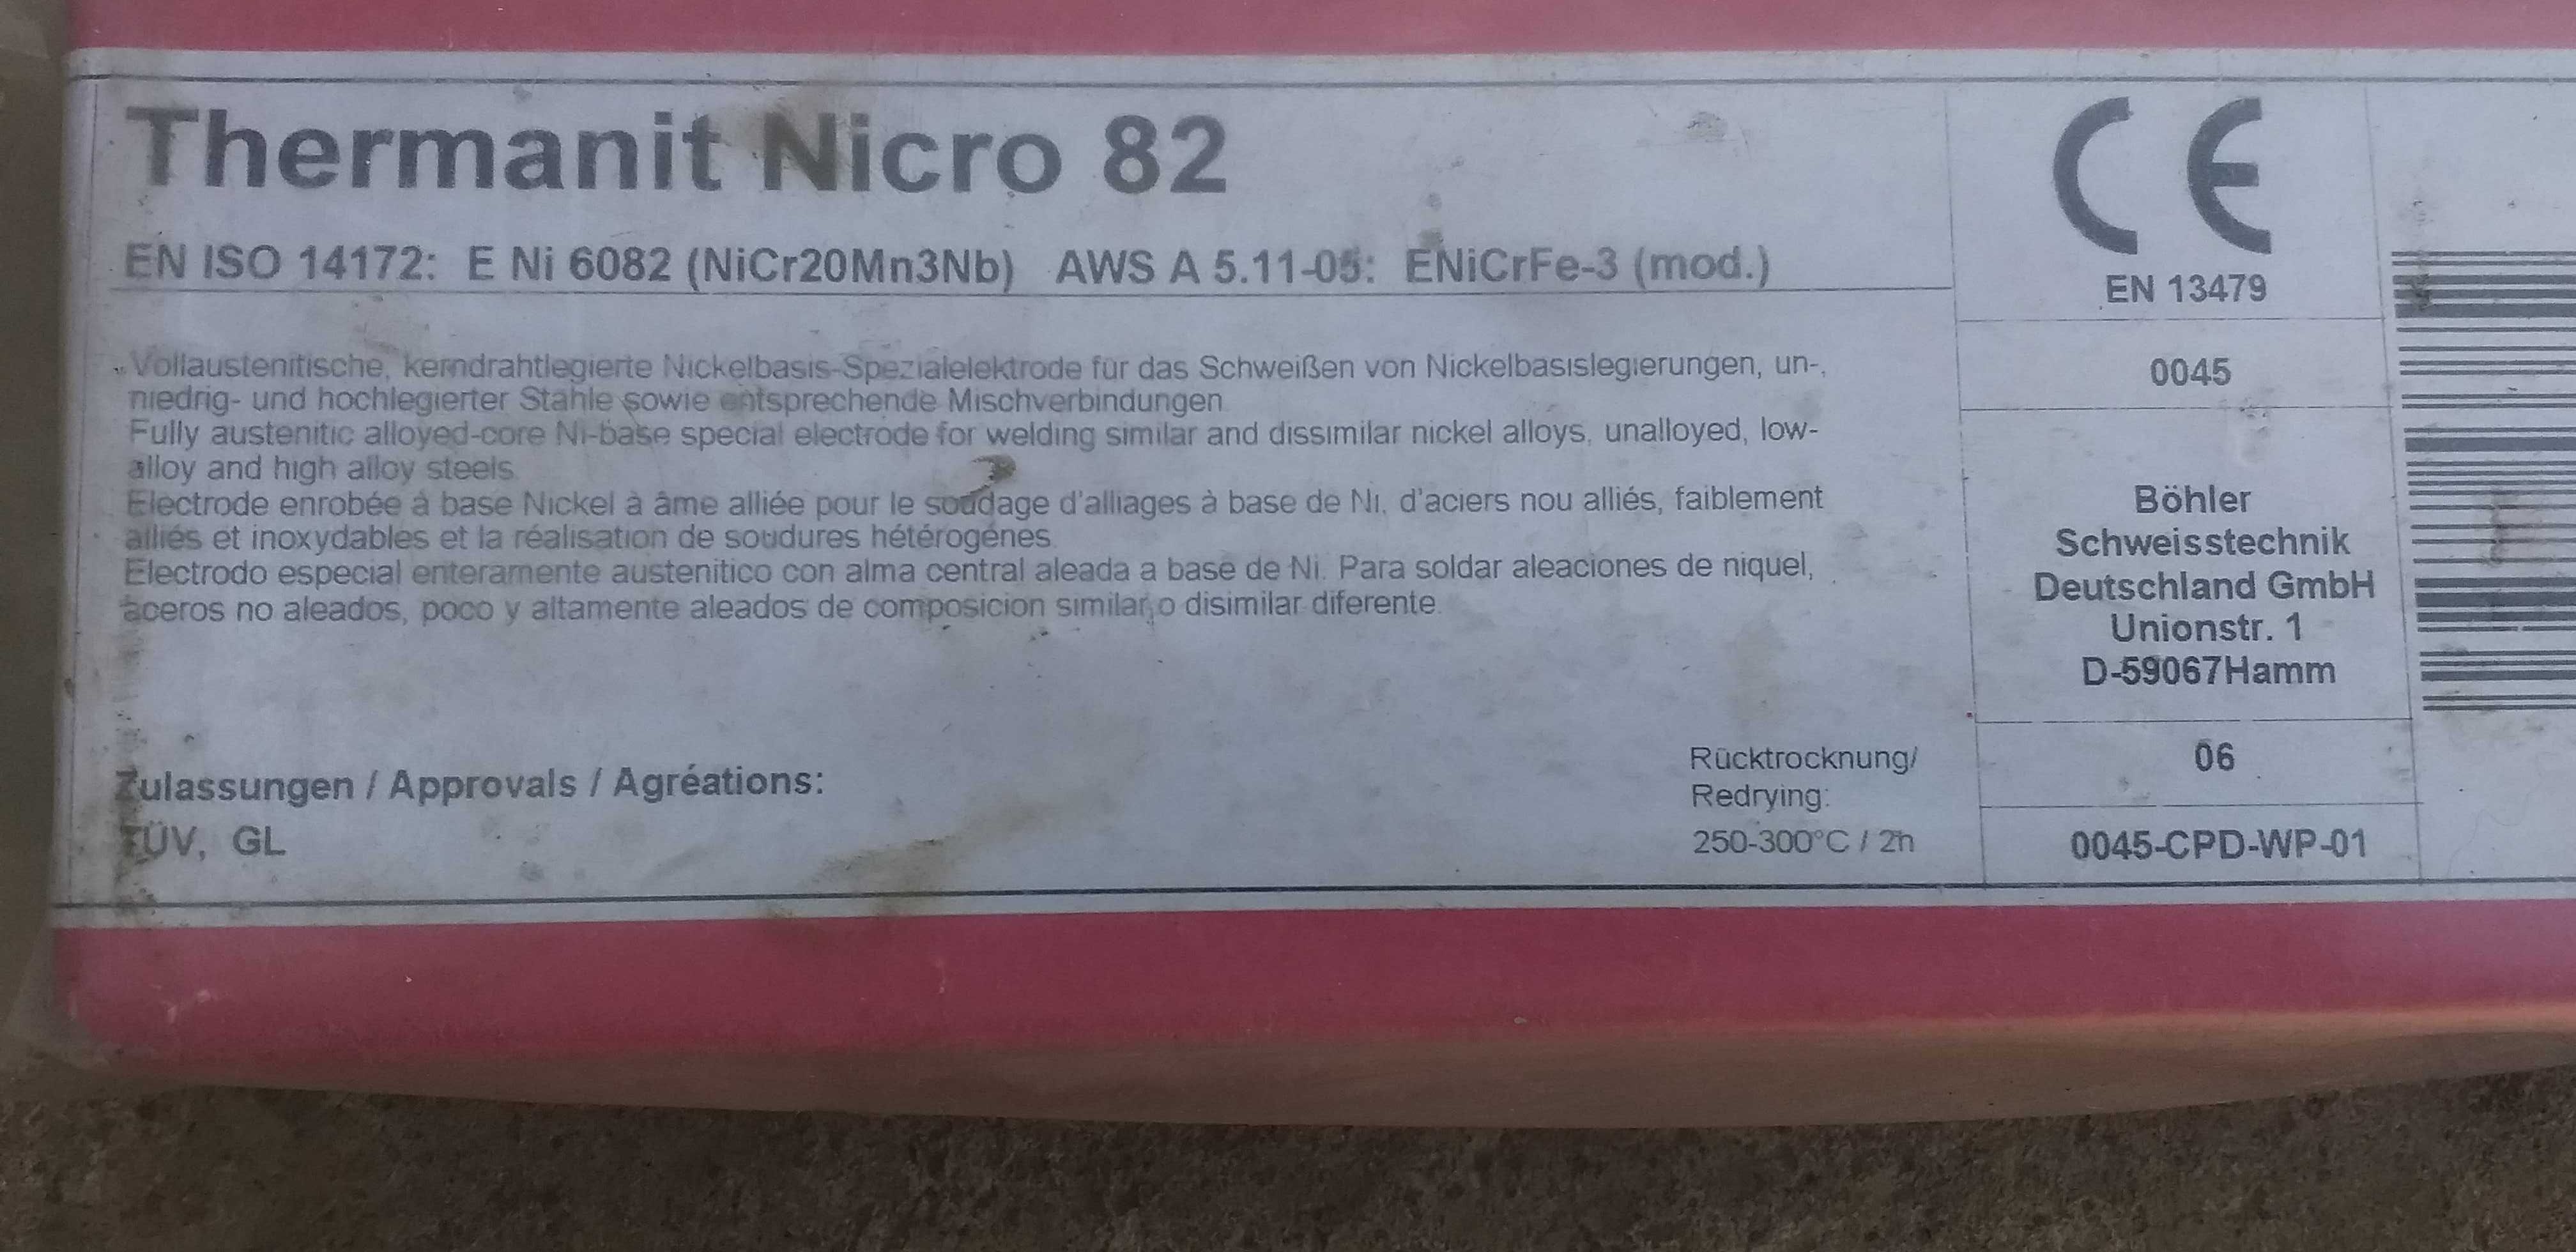 Thermanit Nicro 82
EN ISO 14172: E Ni 6082 (NiCr20Mn3Nb) AWS A 5.11-05: ENiCrFe-3 (mod.)
Vollaustenitische, kerndrahtlegierte Nickelbasis-Spezialelektrode für das Schweißen von Nickelbasislegierungen, un-,
niedrig- und hochlegierter Stähle sowie entsprechende Mischverbindungen.
Fully austenitic alloyed-core Ni-base special electrode for welding similar and dissimilar nickel alloys, unalloyed, low-
alloy and high alloy steels.
Electrode enrobée à base Nickel à âme alliée pour le soudage d'alliages à base de Ni, d'aciers nou alliés, faiblement
alliés et inoxydables et la réalisation de soudures hétérogénes.
Electrodo especial enteramente austenitico con alma central aleada a base de Ni. Para soldar aleaciones de niquel,
aceros no aleados, poco y altamente aleados de composicion similar o disimilar diferente.
Zulassungen / Approvals / Agréations:
TÜV, GL
Rücktrocknung/
Redrying:
250-300°C / 2h
CE
EN 13479
0045
Böhler
Schweisstechnik
Deutschland GmbH
Unionstr. 1
D-59067Hamm
06
0045-CPD-WP-01